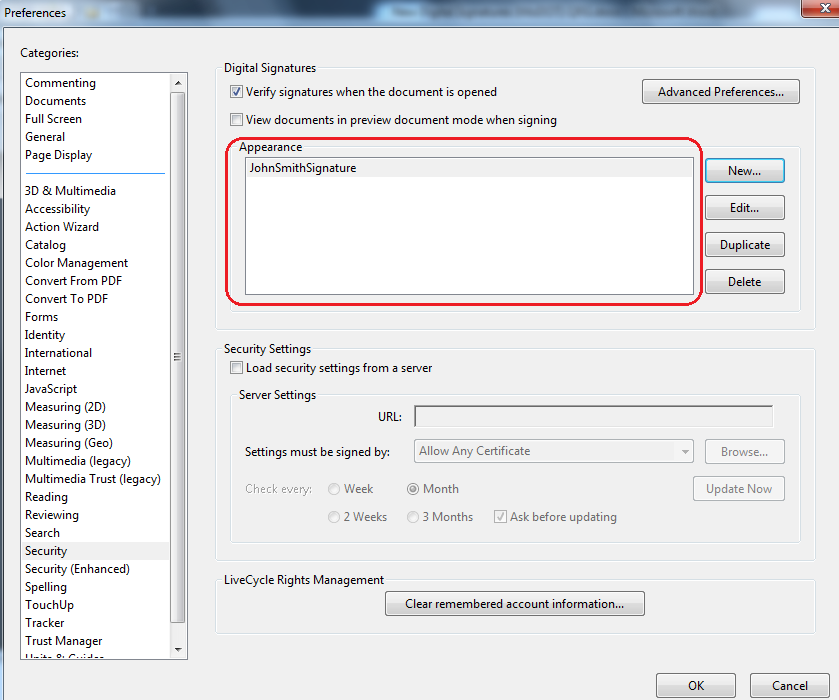 Preferences
Categories:
Commenting
Documents
Full Screen
General
Page Display
3D & Multimedia
Accessibility
Action Wizard
Catalog
Color Management
Convert From PDF
Convert To PDF
Forms
Identity
International
Internet
JavaScript
Measuring (2D)
Measuring (3D)
Measuring (Geo)
Multimedia (legacy)
Multimedia Trust (legacy)
Reading
Reviewing
Search
Security
Security (Enhanced)
Spelling
TouchUp
Tracker
Trust Manager
Units & Guides
Digital Signatures
Verify signatures when the document is opened
Advanced Preferences...
View documents in preview document mode when signing
Appearance
JohnSmithSignature
New...
Edit...
Duplicate
Delete
Security Settings
Load security settings from a server
Server Settings
URL:
Settings must be signed by: Allow Any Certificate Browse...
Check every: Week Month Update Now
2 Weeks 3 Months Ask before updating
LiveCycle Rights Management
Clear remembered account information...
OK Cancel